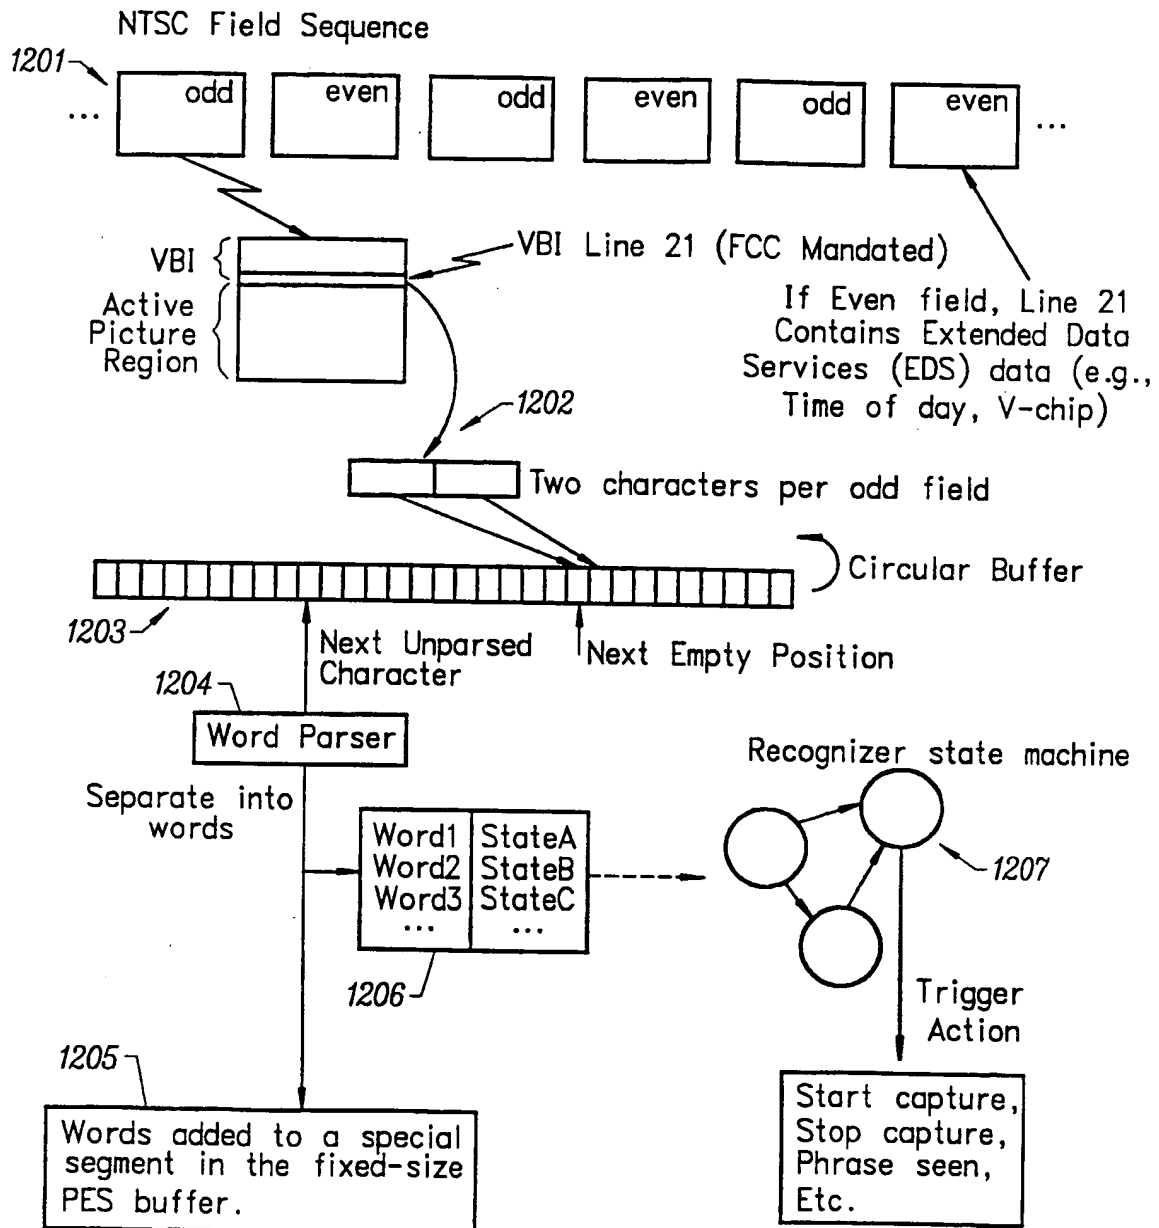 NTSC Field Sequence
1201
... odd even odd even odd even ...
VBI
VBI Line 21 (FCC Mandated)
Active
Picture
Region
If Even field, Line 21
Contains Extended Data
Services (EDS) data (e.g.,
Time of day, V-chip)
1202
Two characters per odd field
Circular Buffer
1203
Next Unparsed
Character
Next Empty Position
1204
Word Parser
Separate into
words
Word1 StateA
Word2 StateB
Word3 StateC
... ...
1206
Recognizer state machine
1207
Trigger
Action
1205
Words added to a special
segment in the fixed-size
PES buffer.
Start capture,
Stop capture,
Phrase seen,
Etc.